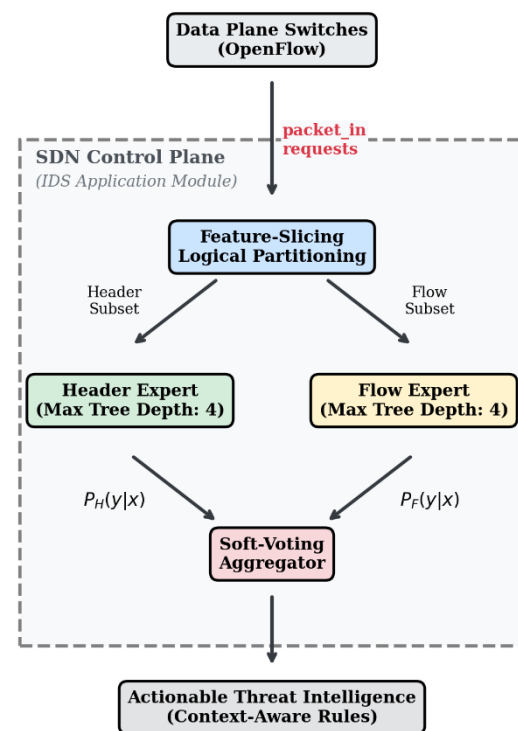 Data Plane Switches
(OpenFlow)
packet_in
requests
SDN Control Plane
(IDS Application Module)
Feature-Slicing
Logical Partitioning
Header
Subset
Flow
Subset
Header Expert
(Max Tree Depth: 4)
Flow Expert
(Max Tree Depth: 4)
P_H(y|x)
P_F(y|x)
Soft-Voting
Aggregator
Actionable Threat Intelligence
(Context-Aware Rules)